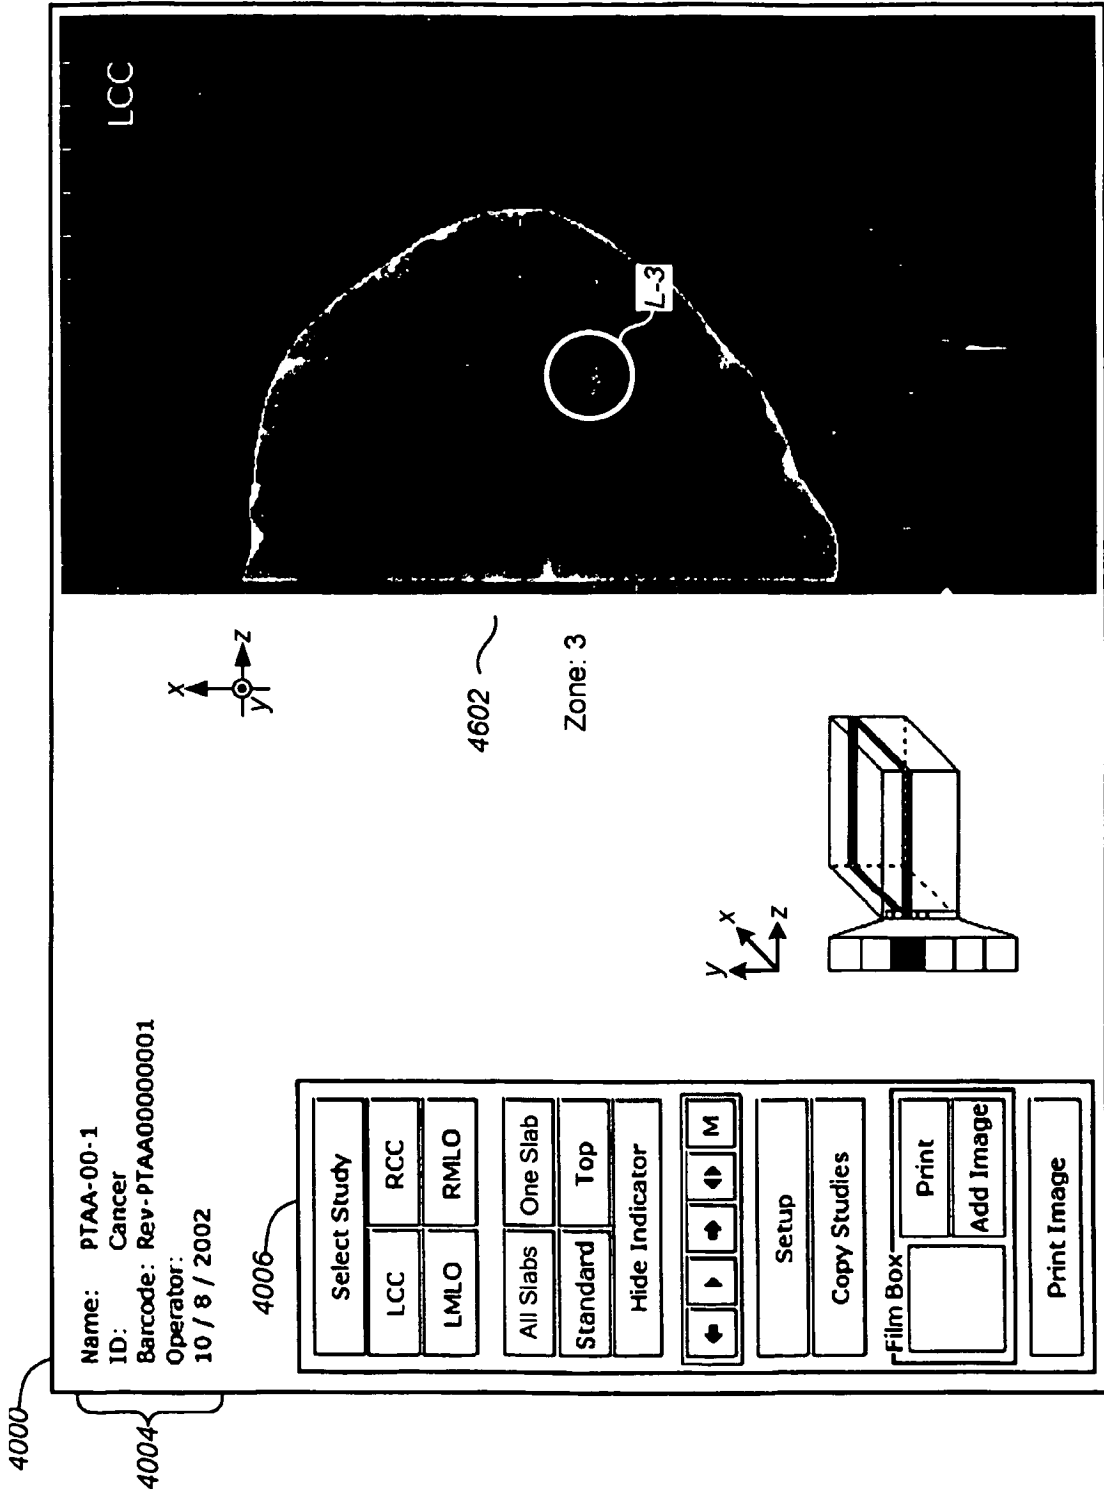 4000
4004
Name: PTAA-00-1
ID: Cancer
Barcode: Rev-PTAA00000001
Operator:
10 / 8 / 2002
4006
Select Study
LCC RCC
LMLO RMLO
All Slabs One Slab
Standard Top
Hide Indicator
M
Setup
Copy Studies
Film Box
Print
Add Image
Print Image
y
x
z
x
y
z
4602
Zone: 3
LCC
L-3